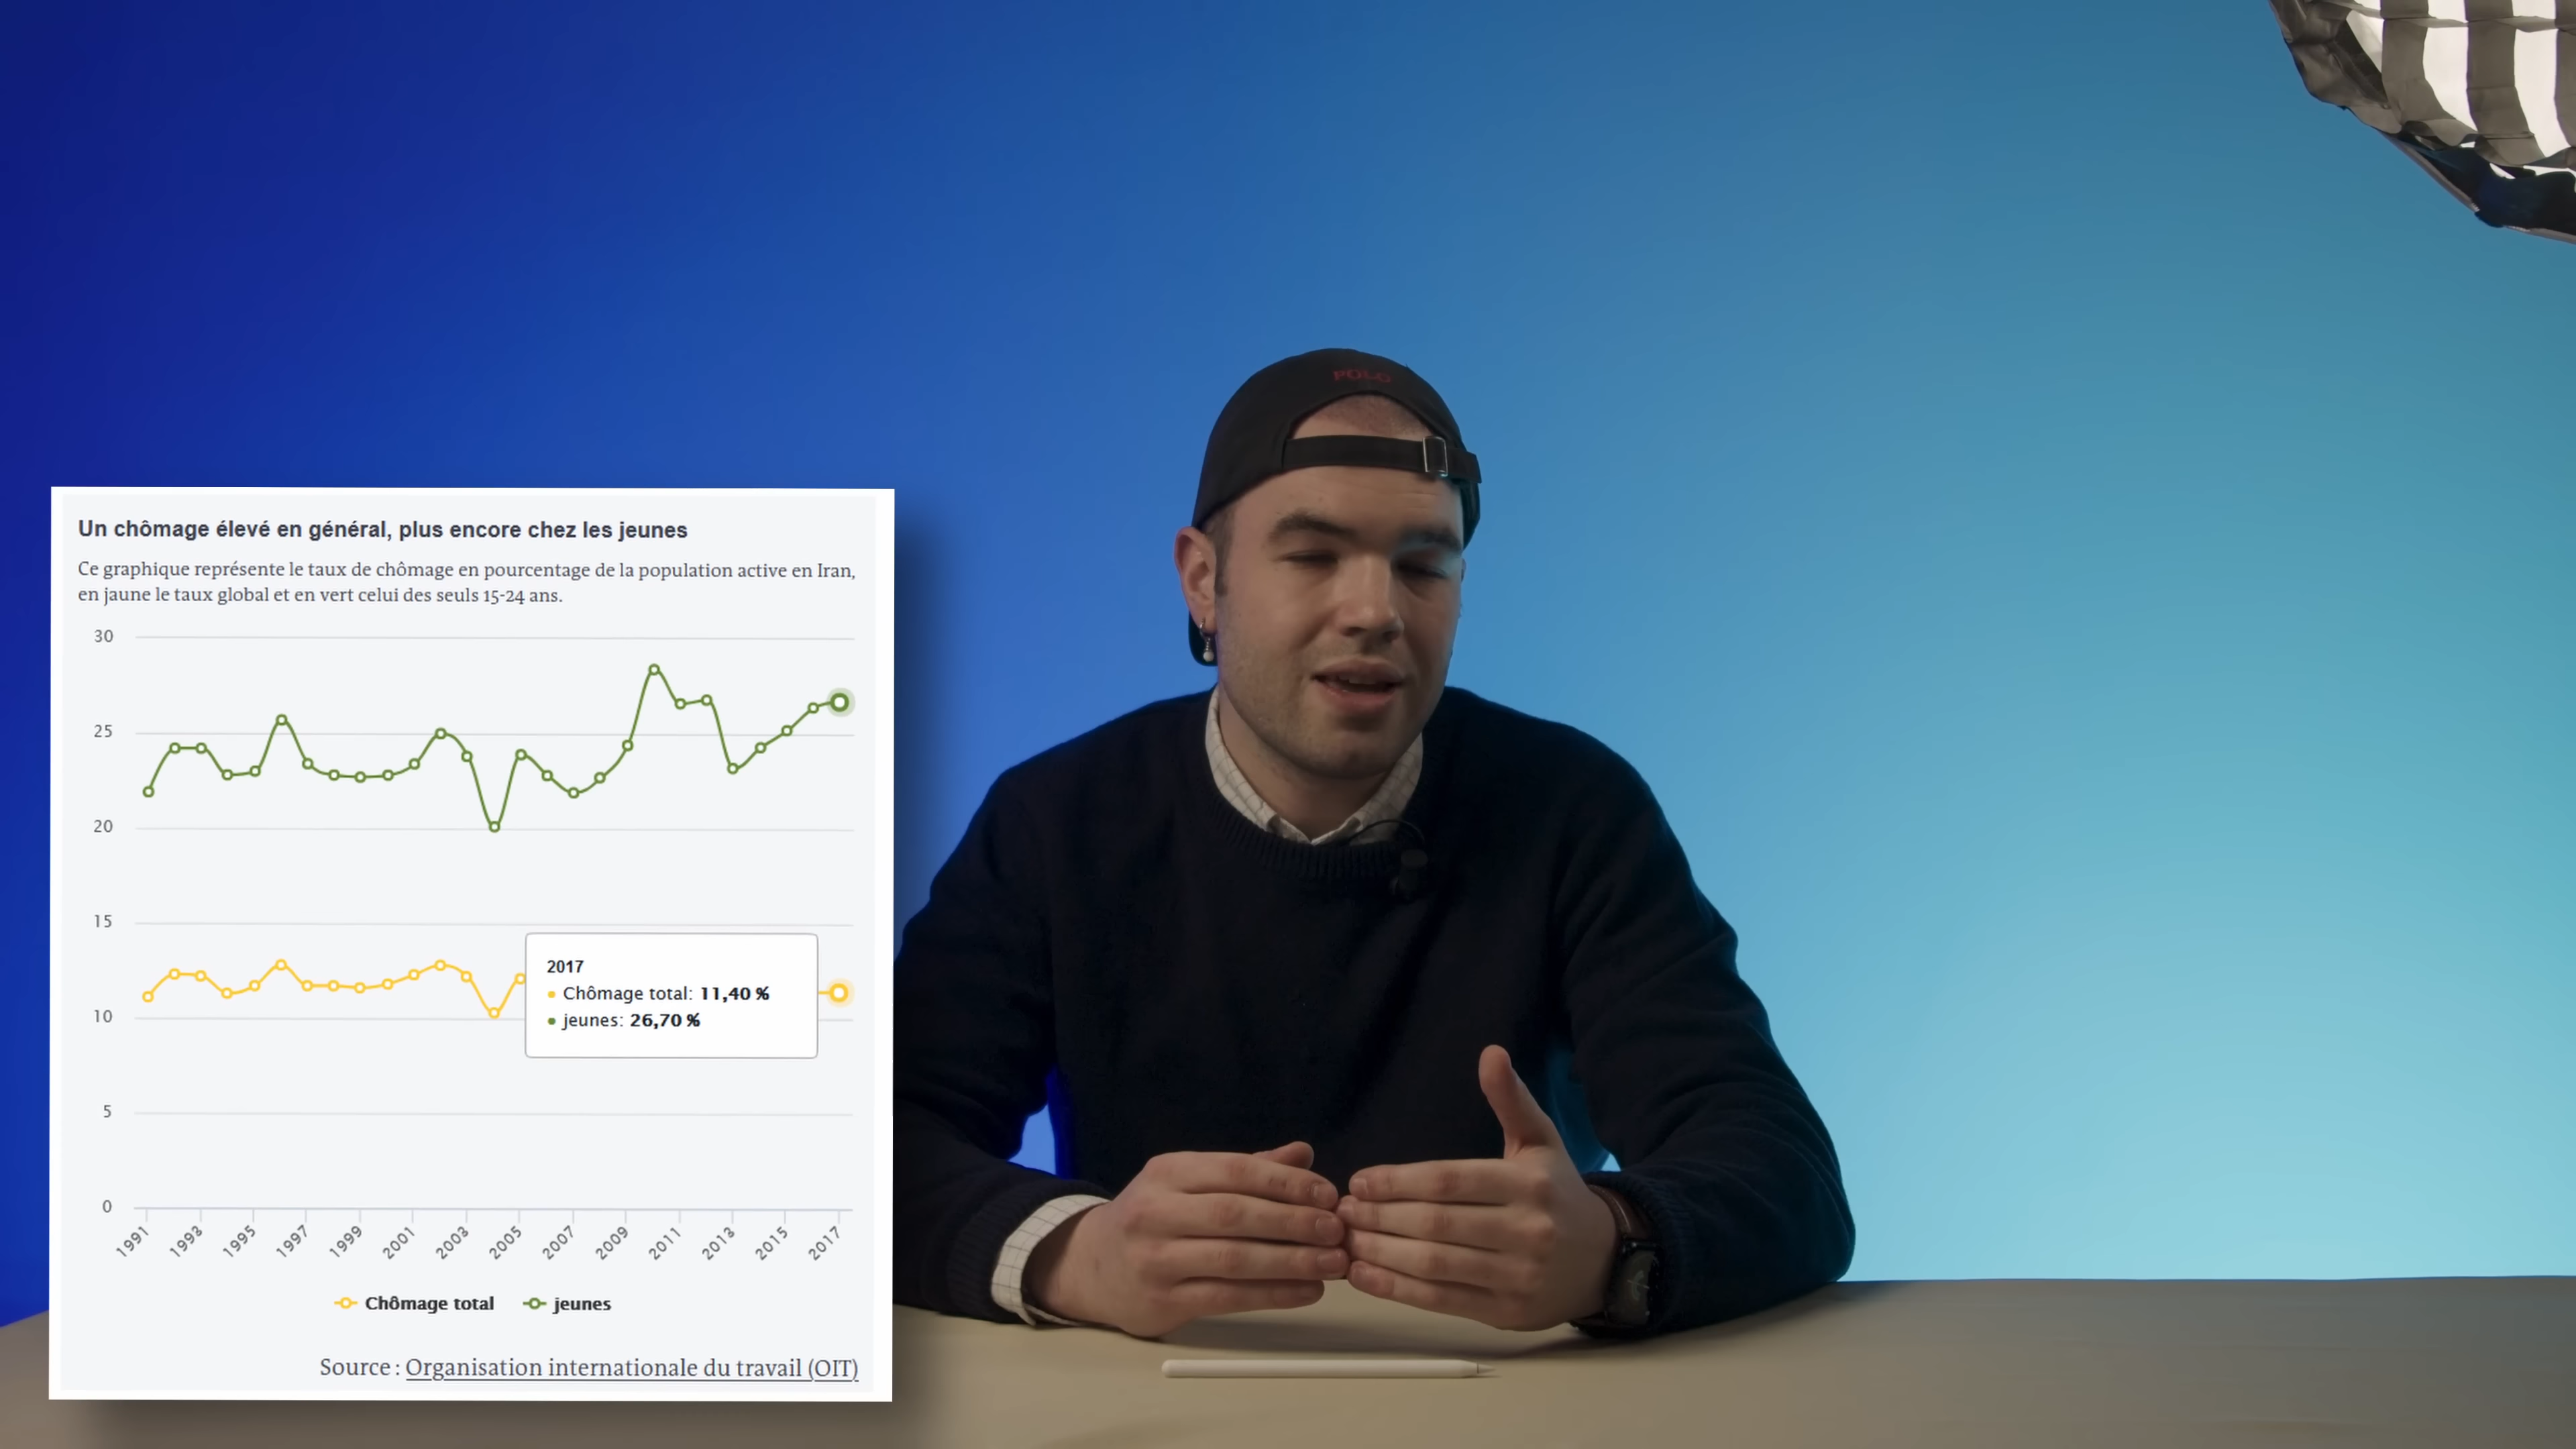 POLO
Un chômage élevé en général, plus encore chez les jeunes
Ce graphique représente le taux de chômage en pourcentage de la population active en Iran,
en jaune le taux global et en vert celui des seuls 15-24 ans.
30
25
20
15
10
5
0
2017
Chômage total: 11,40 %
jeunes: 26,70 %
1991 1993 1995 1997 1999 2001 2003 2005 2007 2009 2011 2013 2015 2017
Chômage total jeunes
Source : Organisation internationale du travail (OIT)